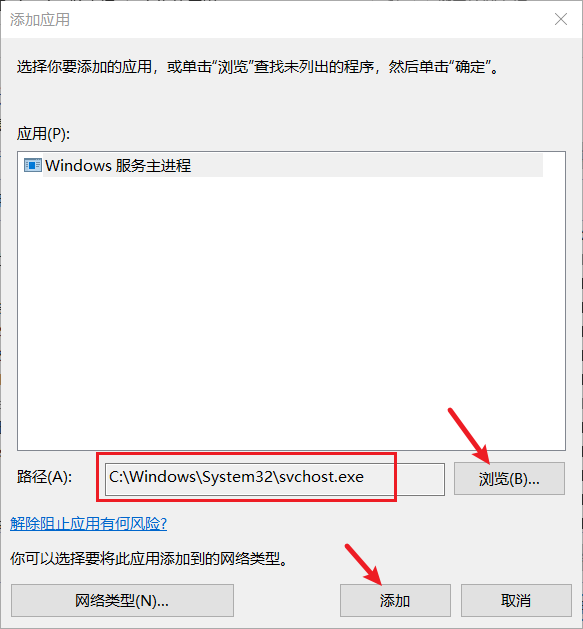 添加应用
选择你要添加的应用，或单击“浏览”查找未列出的程序，然后单击“确定”。
应用(P):
Windows 服务主进程
路径(A):
C:\Windows\System32\svchost.exe
浏览(B)...
解除阻止应用有何风险?
你可以选择要将此应用添加到的网络类型。
网络类型(N)...
添加
取消